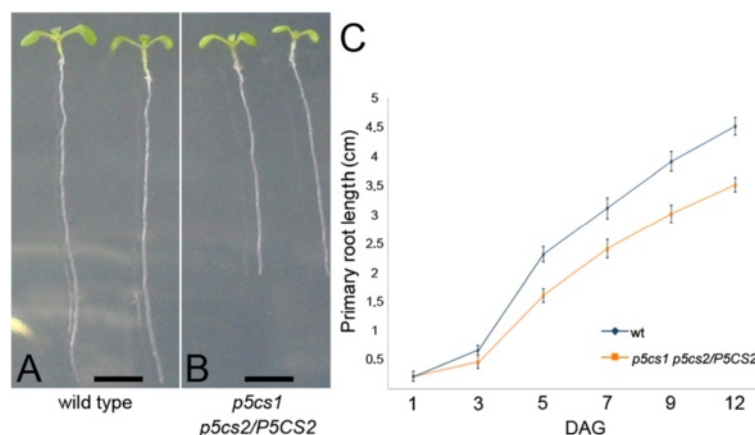 A
wild type
B
p5cs1
p5cs2/P5CS2
C
Primary root length (cm)
5
4,5
4
3,5
3
2,5
2
1,5
1
0,5
1 3 5 7 9 12
DAG
wt
p5cs1 p5cs2/P5CS2